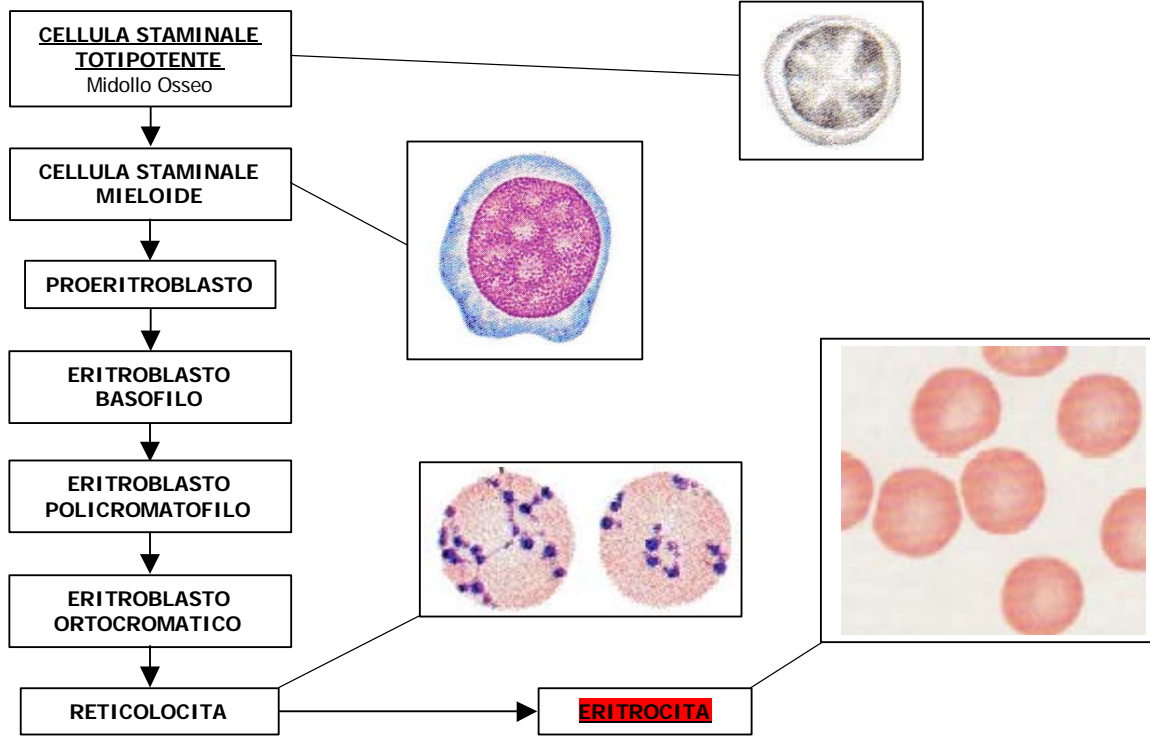 CELLULA STAMINALE
TOTIPOTENTE
Midollo Osseo
CELLULA STAMINALE
MIELOIDE
PROERITROBLASTO
ERITROBLASTO
BASOFILO
ERITROBLASTO
POLICROMATOFILO
ERITROBLASTO
ORTOCROMATICO
RETICOLOCITA
ERITROCITA